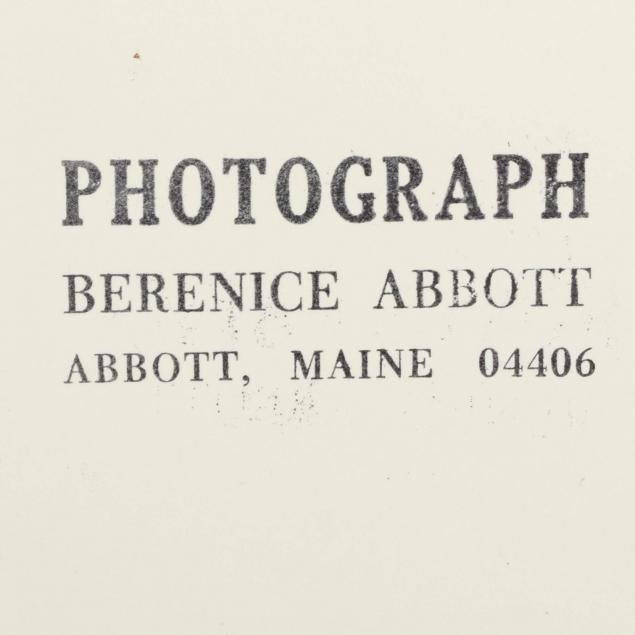 PHOTOGRAPH
BERENICE ABBOTT
ABBOTT, MAINE 04406